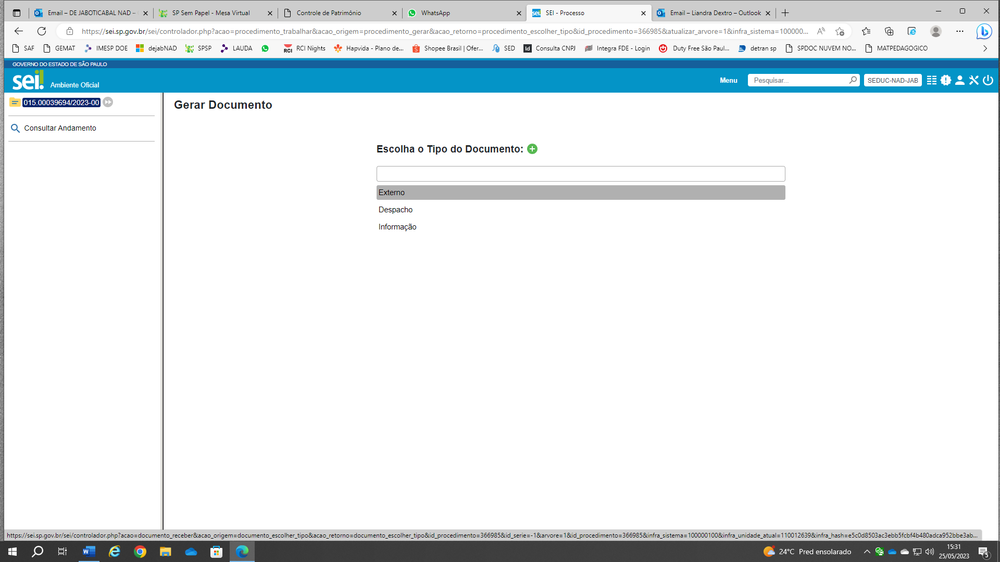 Email – DE JABOTICABAL NAD –
SP Sem Papel - Mesa Virtual
Controle de Patrimônio
WhatsApp
SEI - Processo
Email – Liandra Dextro – Outlook
https://sei.sp.gov.br/sei/controlador.php?acao=procedimento_trabalhar&acao_origem=procedimento_gerar&acao_retorno=procedimento_escolher_tipo&id_procedimento=366985&atualizar_arvore=1&infra_sistema=100000...
SAF
GEMAT
IMESP DOE
dejabNAD
SPSP
LAUDA
RCI Nights
Hapvida - Plano de...
Shopee Brasil | Ofer...
SED
Consulta CNPJ
Integra FDE - Login
Duty Free São Paul...
detran sp
SPDOC NUVEM NO...
MATPEDAGOGICO
GOVERNO DO ESTADO DE SÃO PAULO
sei!
Ambiente Oficial
Menu
Pesquisar...
SEDUC-NAD-JAB
015.00039694/2023-00
Consultar Andamento
Gerar Documento
Escolha o Tipo do Documento:
Externo
Despacho
Informação
https://sei.sp.gov.br/sei/controlador.php?acao=documento_receber&acao_origem=documento_escolher_tipo&acao_retorno=documento_escolher_tipo&id_procedimento=366985&id_serie=-1&arvore=1&id_procedimento=366985&infra_sistema=100000100&infra_unidade_atual=110012639&infra_hash=e5c0d8503ac3ebb5fcbf4b480adca952bbe3ab...
24°C Pred ensolarado
15:31
25/05/2023
5